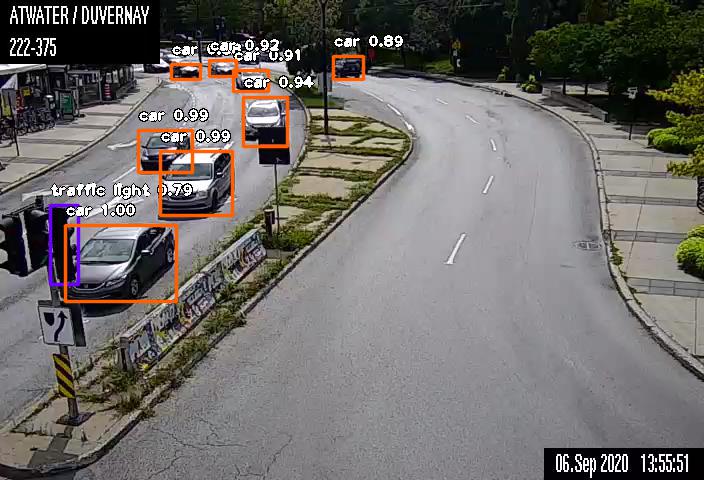 ATWATER / DUVERNAY
222-375
car 0.92
car 0.91
car 0.89
car 0.94
car 0.99
car 0.99
traffic light 0.79
car 1.00
06.Sep 2020 13:55:51